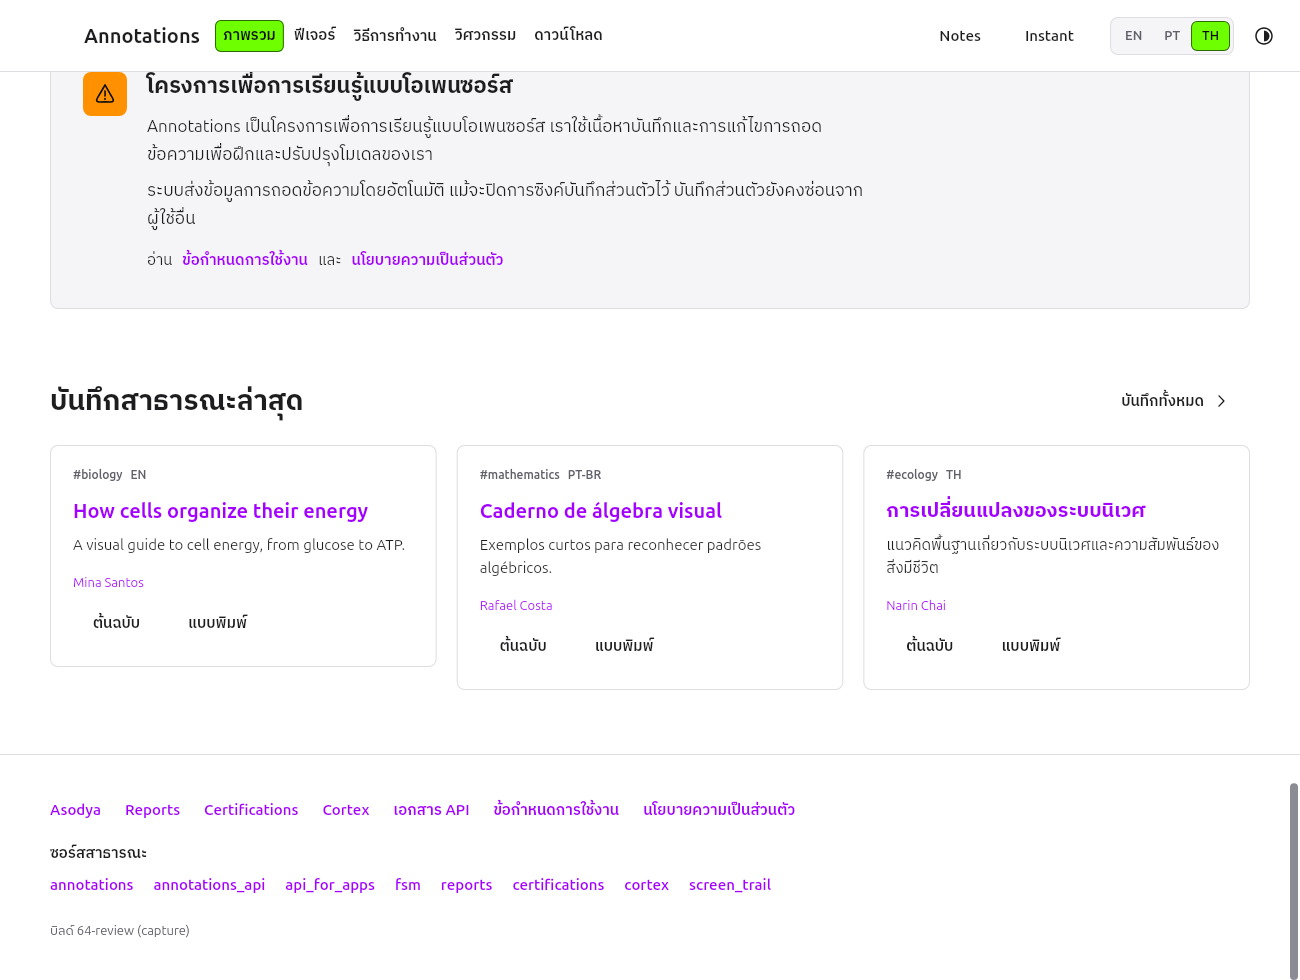 Annotations ภาพรวม ฟีเจอร์ วิธีการทำงาน วิศวกรรม ดาวน์โหลด Notes Instant EN PT TH
โครงการเพื่อการเรียนรู้แบบโอเพนซอร์ส
Annotations เป็นโครงการเพื่อการเรียนรู้แบบโอเพนซอร์ส เราใช้เนื้อหาบันทึกและการแก้ไขการถอด
ข้อความเพื่อฝึกและปรับปรุงโมเดลของเรา
ระบบส่งข้อมูลการถอดข้อความโดยอัตโนมัติ แม้จะปิดการซิงค์บันทึกส่วนตัวไว้ บันทึกส่วนตัวยังคงซ่อนจาก
ผู้ใช้อื่น
อ่าน ข้อกำหนดการใช้งาน และ นโยบายความเป็นส่วนตัว
บันทึกสาธารณะล่าสุด
บันทึกทั้งหมด
#biology EN
How cells organize their energy
A visual guide to cell energy, from glucose to ATP.
Mina Santos
ต้นฉบับ แบบพิมพ์
#mathematics PT-BR
Caderno de álgebra visual
Exemplos curtos para reconhecer padrões
algébricos.
Rafael Costa
ต้นฉบับ แบบพิมพ์
#ecology TH
การเปลี่ยนแปลงของระบบนิเวศ
แนวคิดพื้นฐานเกี่ยวกับระบบนิเวศและความสัมพันธ์ของ
สิ่งมีชีวิต
Narin Chai
ต้นฉบับ แบบพิมพ์
Asodya Reports Certifications Cortex เอกสาร API ข้อกำหนดการใช้งาน นโยบายความเป็นส่วนตัว
ซอร์สสาธารณะ
annotations annotations_api api_for_apps fsm reports certifications cortex screen_trail
บิลด์ 64-review (capture)